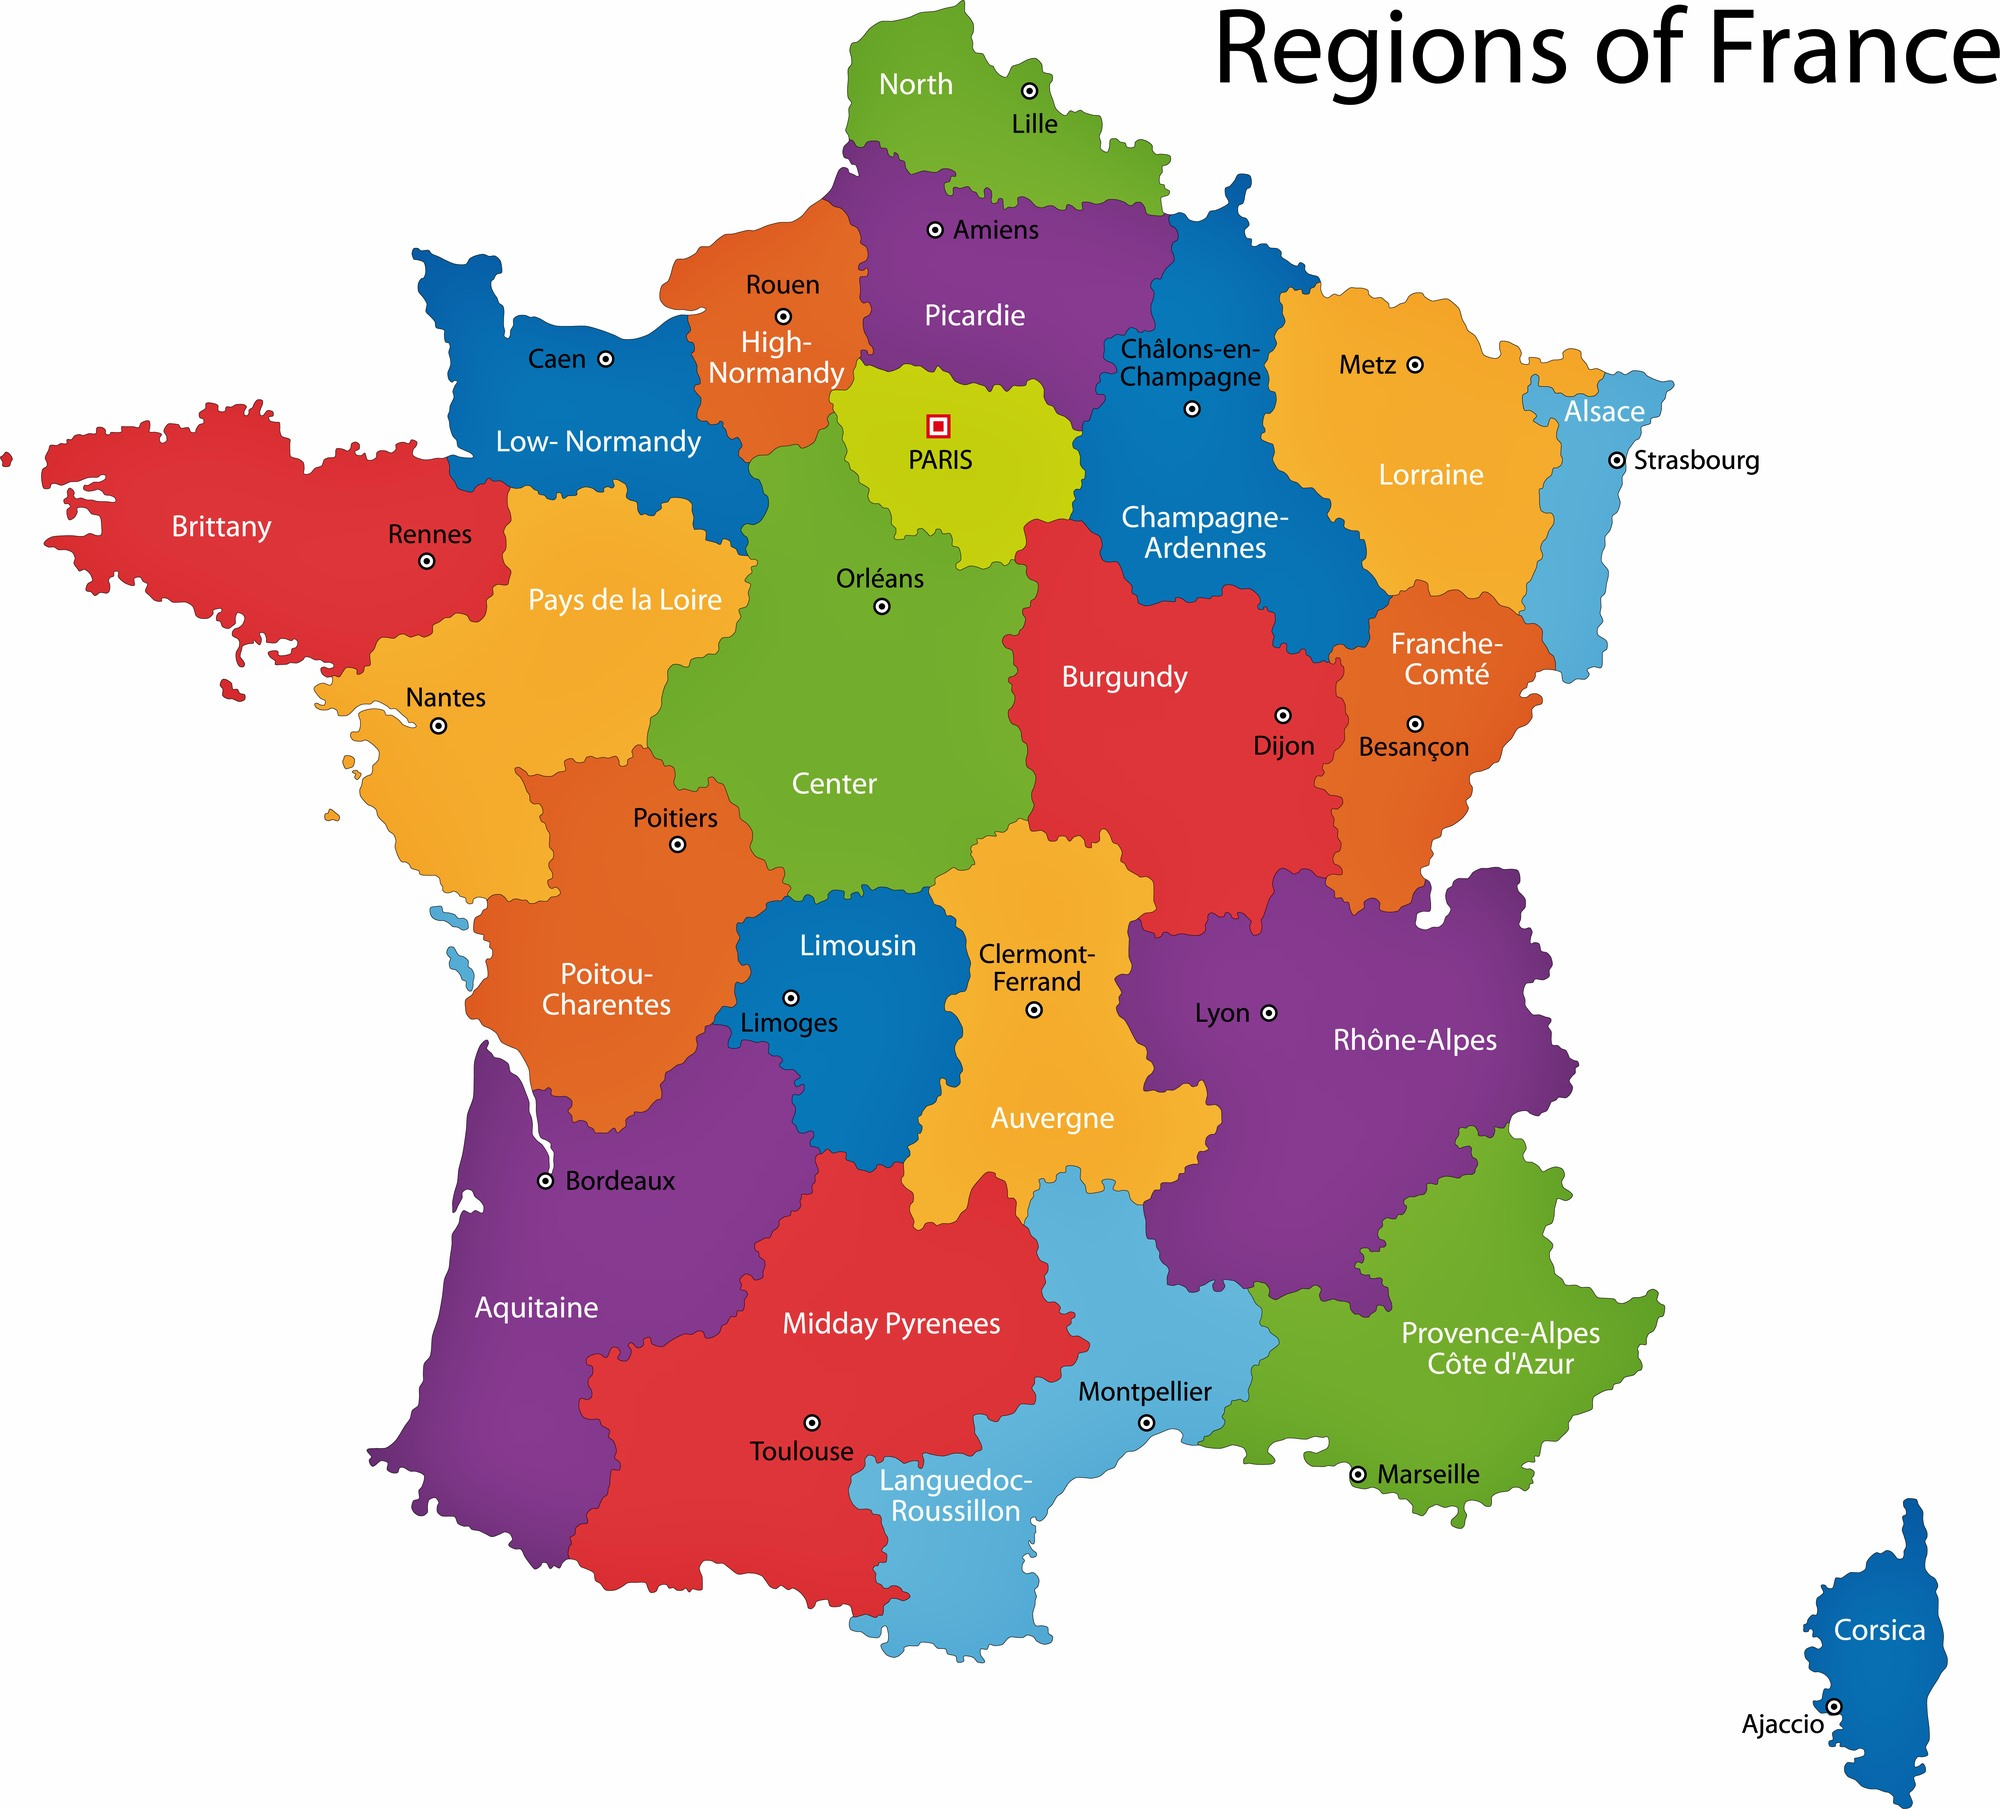 Regions of France
North
Lille
Amiens
Picardie
Rouen
High-
Normandy
Caen
Low- Normandy
Châlons-en-
Champagne
Champagne-
Ardennes
Metz
Lorraine
Alsace
Strasbourg
PARIS
Brittany
Rennes
Pays de la Loire
Nantes
Orléans
Center
Burgundy
Dijon
Franche-
Comté
Besançon
Poitiers
Poitou-
Charentes
Limousin
Limoges
Clermont-
Ferrand
Auvergne
Lyon
Rhône-Alpes
Bordeaux
Aquitaine
Midday Pyrenees
Toulouse
Montpellier
Languedoc-
Roussillon
Provence-Alpes
Côte d'Azur
Marseille
Corsica
Ajaccio